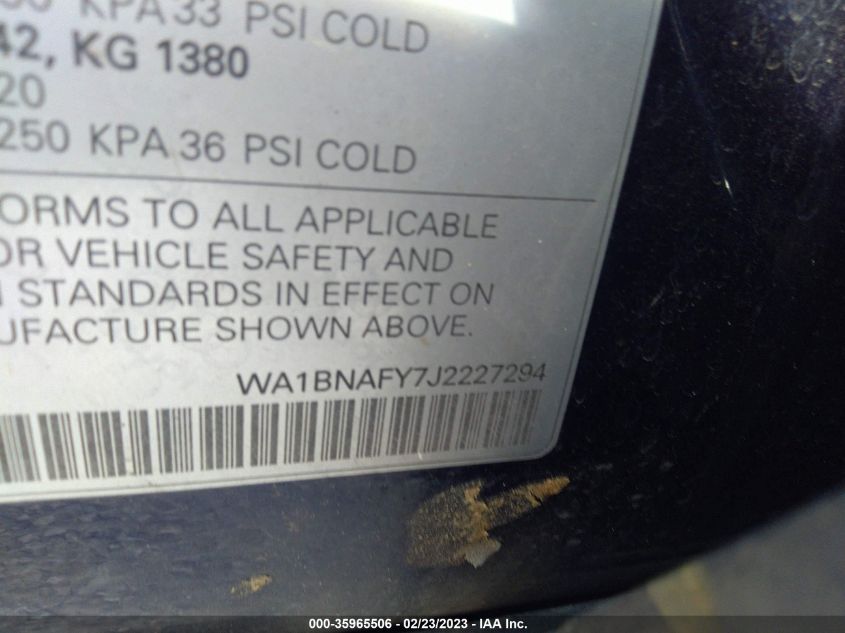 KPA 33 PSI COLD
42, KG 1380
20
250 KPA 36 PSI COLD
ORMS TO ALL APPLICABLE
OR VEHICLE SAFETY AND
STANDARDS IN EFFECT ON
UFACTURE SHOWN ABOVE.
WA1BNAFY7J2227294
000-35965506 - 02/23/2023 - IAA Inc.